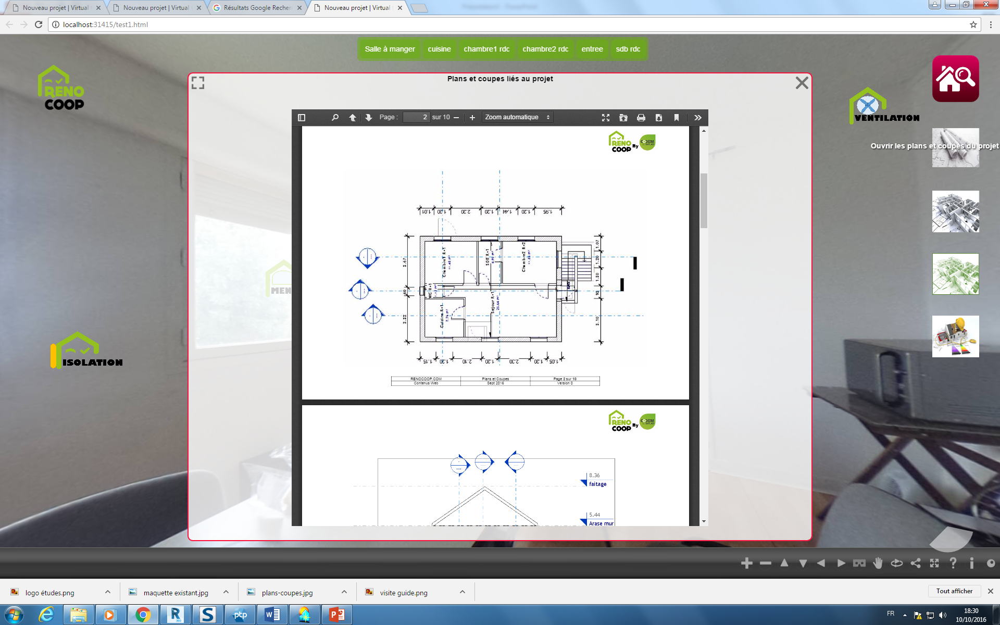 Nouveau projet | Virtual
Nouveau projet | Virtual
Résultats Google Recher
Nouveau projet | Virtual
localhost:31415/test1.html
Salle à manger cuisine chambre1 rdc chambre2 rdc entree sdb rdc
RENO
COOP
Plans et coupes liés au projet
VENTILATION
Ouvrir les plans et coupes du projet
Page : 2 sur 10 Zoom automatique
RENO
COOP By CODEM
1.01 1.20 2.20 1.20 1.44 1.20 1.95
3.67
60
3.32
1.07
1.20
1.30
3.10
Chambre1 R+1
SDB R+1
Chambre2 R+2
WC R+1
Cuisine R+1
Sejour R+1
1.15 1.20 2.10 1.20 2.30 1.20 1.05
RENOCOOP.COM Plans et Coupes Page 2 sur 10
Contenus Web Sept 2016 Version 0
MEN
ISOLATION
RENO
COOP By CODEM
8.36
faitage
5.44
Arase mur
logo études.png
maquette existant.jpg
plans-coupes.jpg
visite guide.png
Tout afficher
R
360
S
ptp
FR
18:30
10/10/2016